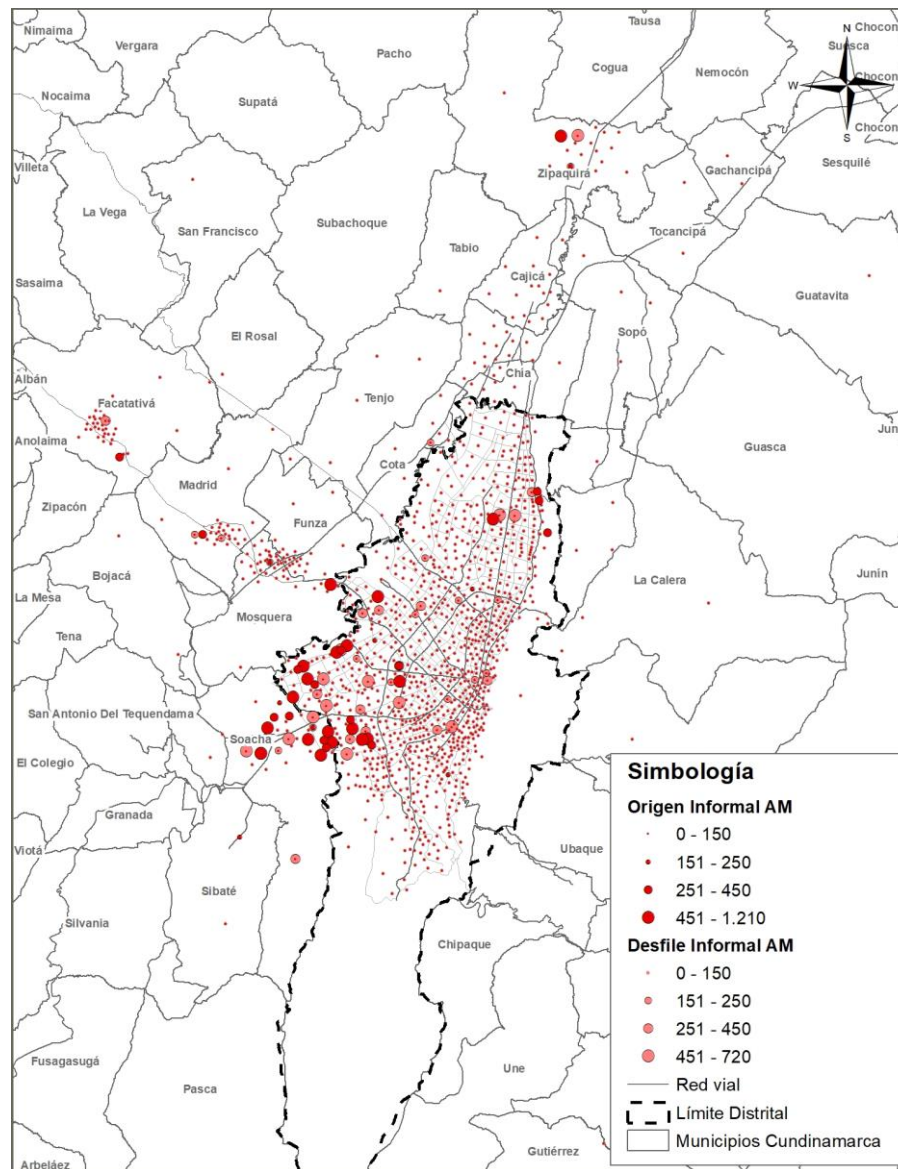 Nimaima
Vergara
Pacho
Tausa
Chocon
Suesca
N
Cogua
Nemocón
Chocon
W
Nocaima
Supatá
Chocon
S
Villeta
Zipaquirá
Gachancipá
Sesquilé
La Vega
San Francisco
Subachoque
Tabio
Tocancipá
Sasaima
Cajicá
Guatavita
El Rosal
Sopó
Albán
Chia
Facatativá
Tenjo
Anolaima
Jun
Guasca
Cota
Zipacón
Madrid
Funza
Bojacá
La Calera
Junín
La Mesa
Mosquera
Tena
San Antonio Del Tequendama
Soacha
El Colegio
Granada
Viotá
Sibaté
Ubaque
Silvania
Chipaque
Fusagasugá
Pasca
Une
Arbeláez
Gutiérrez
Simbología
Origen Informal AM
0 - 150
151 - 250
251 - 450
451 - 1.210
Desfile Informal AM
0 - 150
151 - 250
251 - 450
451 - 720
Red vial
Límite Distrital
Municipios Cundinamarca